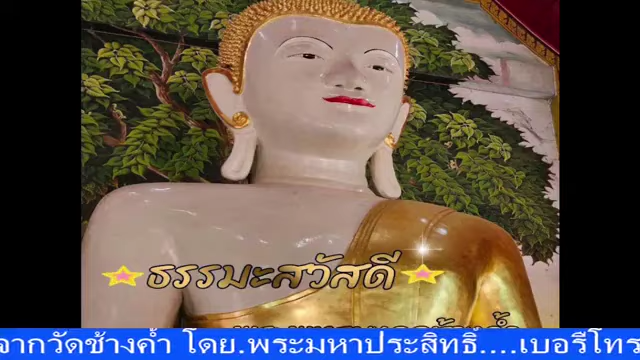 ธรรมะสวัสดี
จากวัดช้างค้ำ โดย.พระมหาประสิทธิ์....เบอร์โทร